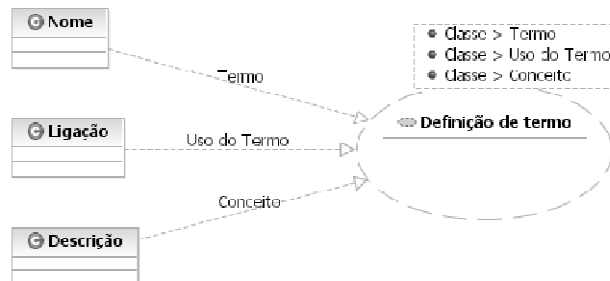 Nome
Classe > Termo
Classe > Uso do Termo
Classe > Conceito
Termo
Definição de termo
Ligação
Uso do Termo
Conceito
Descrição